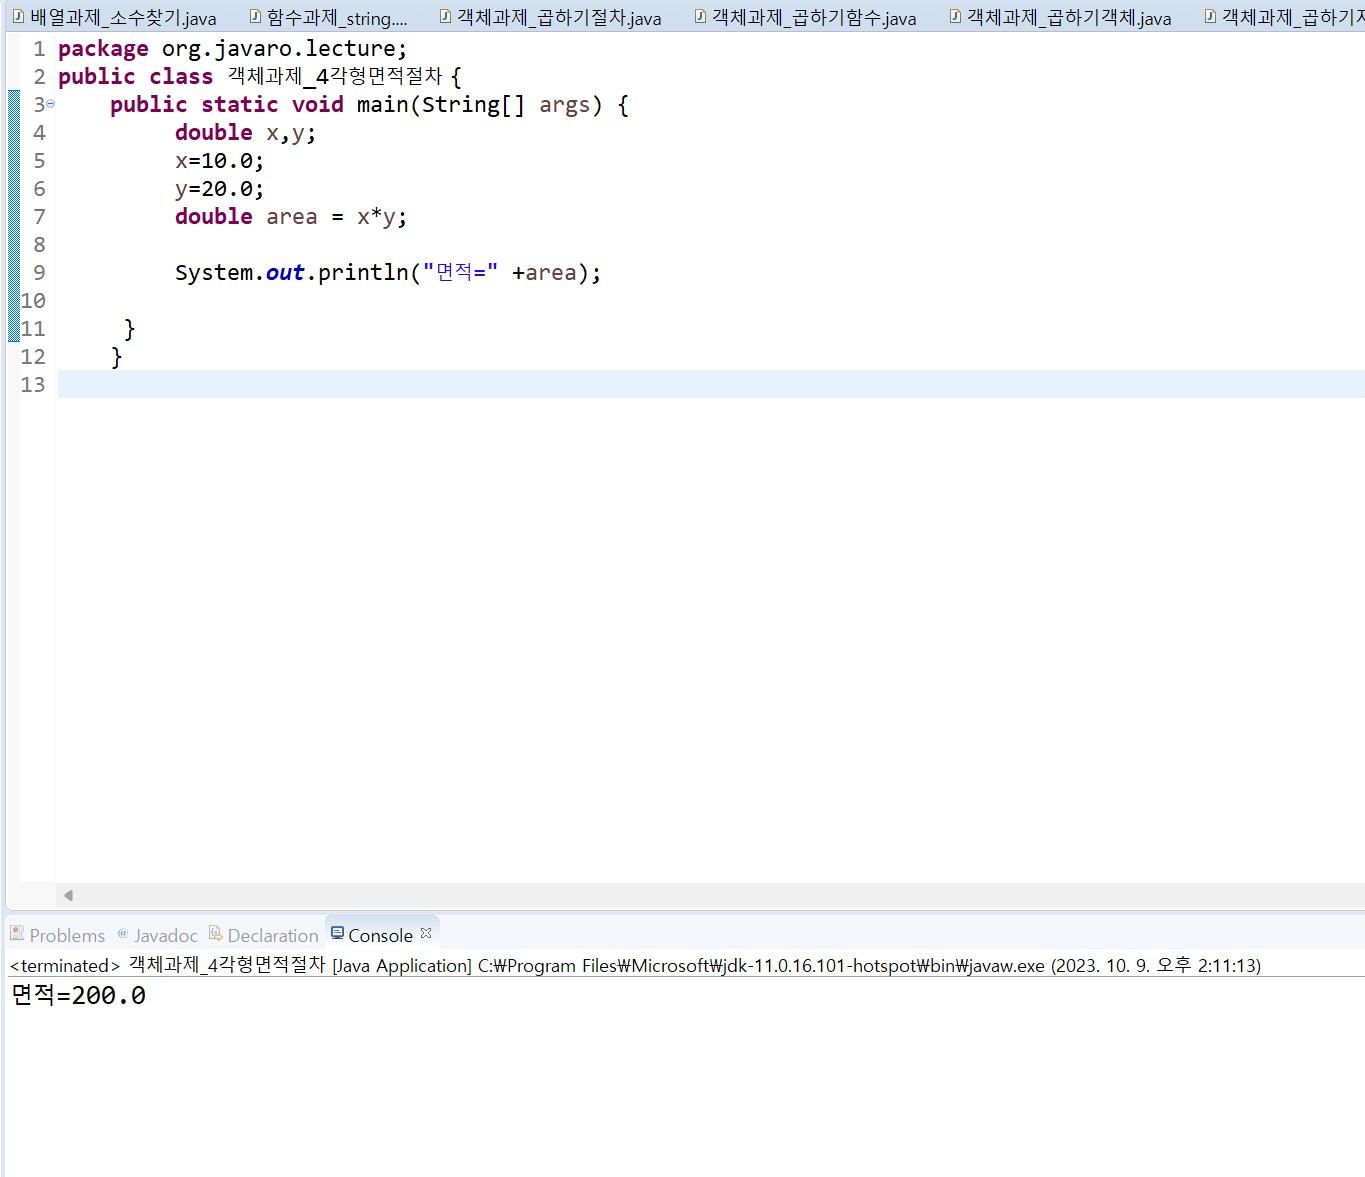 배열과제_소수찾기.java 함수과제_string.... 객체과제_곱하기절차.java 객체과제_곱하기함수.java 객체과제_곱하기객체.java 객체과제_곱하기
1 package org.javaro.lecture;
2 public class 객체과제_4각형면적절차 {
3 public static void main(String[] args) {
4 double x,y;
5 x=10.0;
6 y=20.0;
7 double area = x*y;
8
9 System.out.println("면적=" +area);
10
11 }
12 }
13
Problems @ Javadoc Declaration Console
<terminated> 객체과제_4각형면적절차 [Java Application] C:₩Program Files₩Microsoft₩jdk-11.0.16.101-hotspot₩bin₩javaw.exe (2023. 10. 9. 오후 2:11:13)
면적=200.0